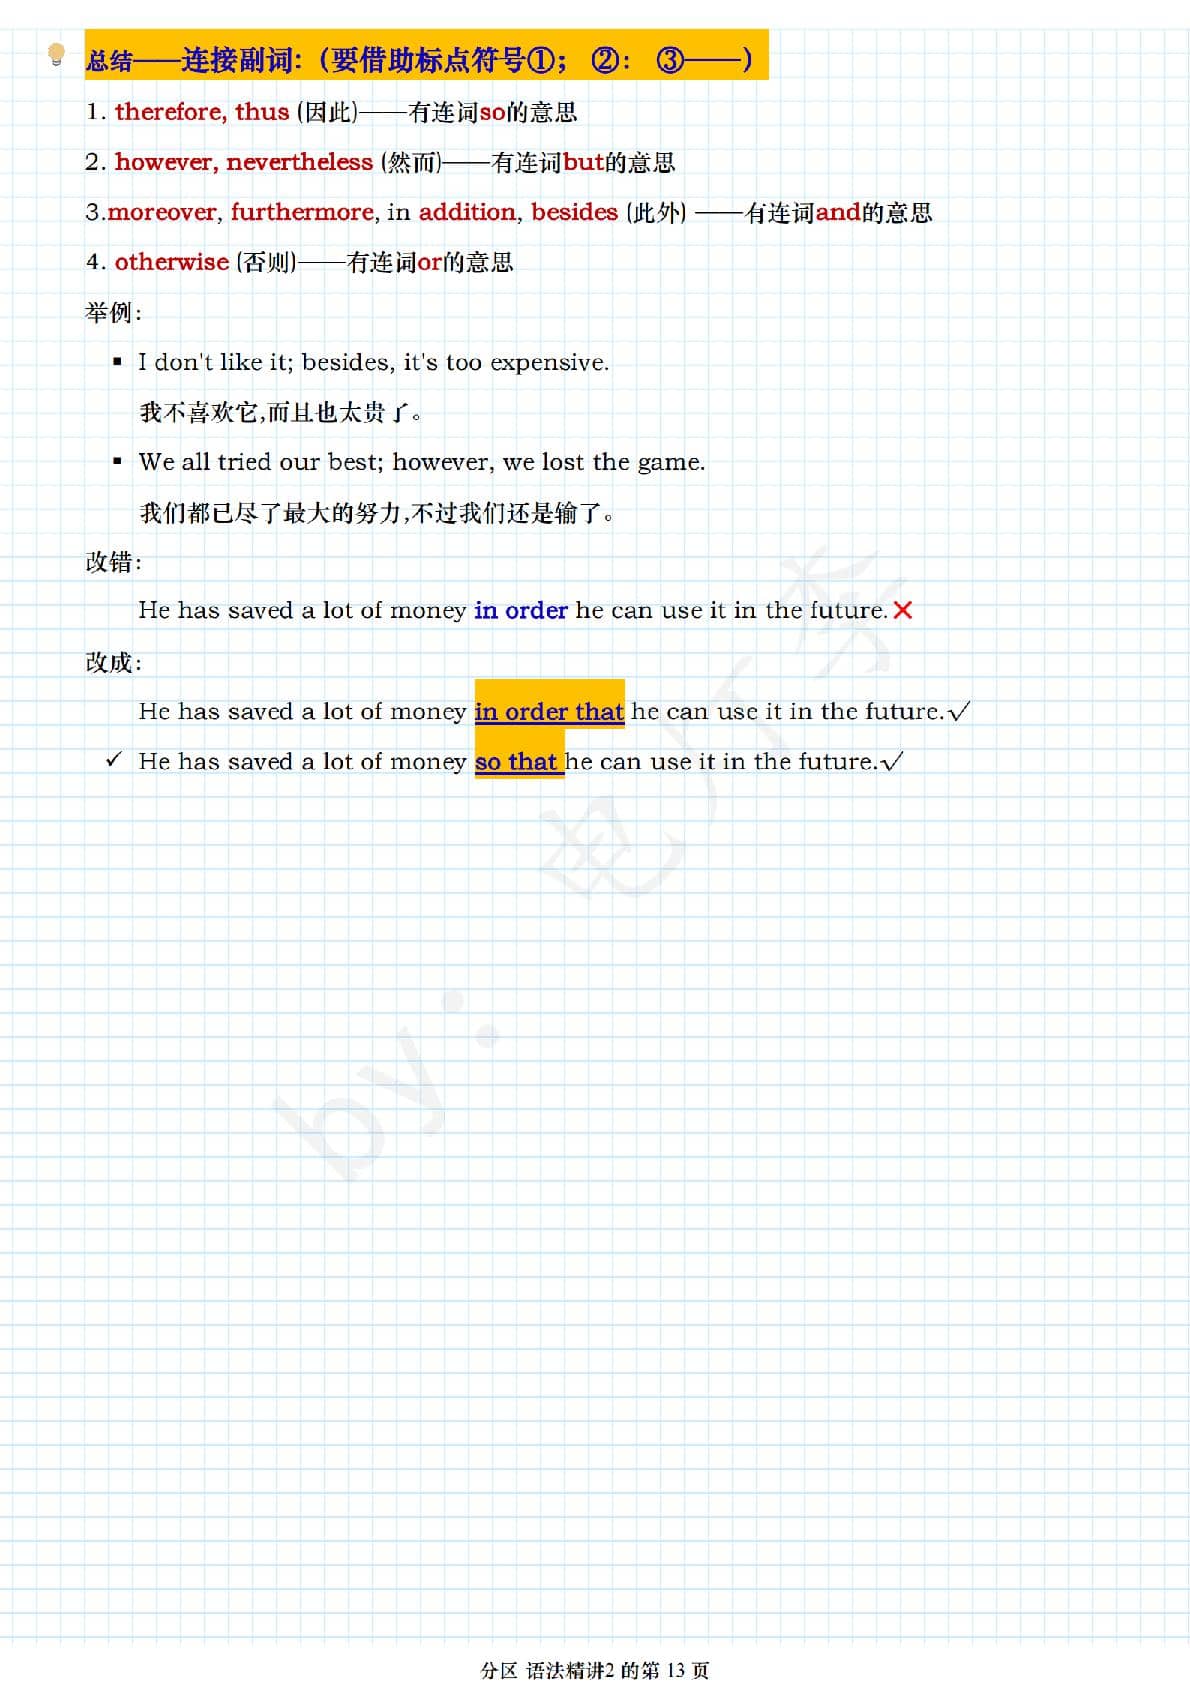 总结——连接副词:（要借助标点符号①； ②： ③——）
1. therefore, thus (因此)——有连词so的意思
2. however, nevertheless (然而)——有连词but的意思
3.moreover, furthermore, in addition, besides (此外) ——有连词and的意思
4. otherwise (否则)——有连词or的意思
举例:
▪ I don't like it; besides, it's too expensive.
我不喜欢它,而且也太贵了。
▪ We all tried our best; however, we lost the game.
我们都已尽了最大的努力,不过我们还是输了。
改错:
He has saved a lot of money in order he can use it in the future.❌
改成:
He has saved a lot of money in order that he can use it in the future.√
✓ He has saved a lot of money so that he can use it in the future.√
分区 语法精讲2 的第 13 页